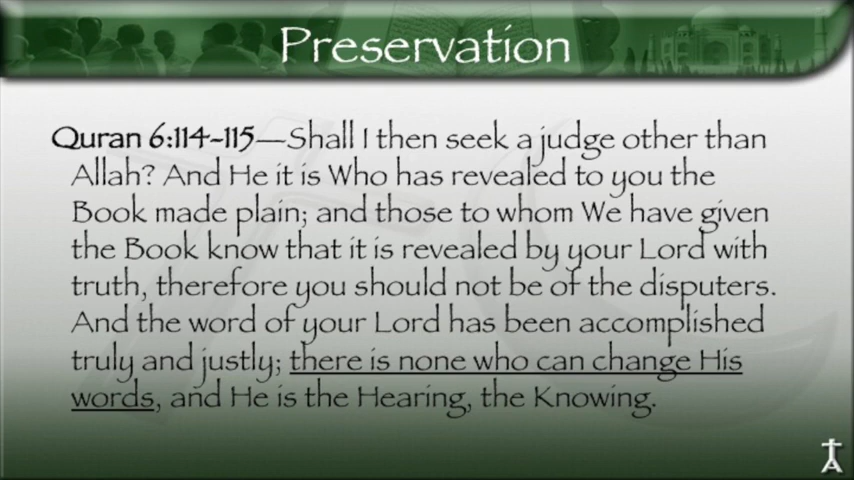 Preservation
Quran 6:114-115—Shall I then seek a judge other than
Allah? And He it is Who has revealed to you the
Book made plain; and those to whom We have given
the Book know that it is revealed by your Lord with
truth, therefore you should not be of the disputers.
And the word of your Lord has been accomplished
truly and justly; there is none who can change His
words, and He is the Hearing, the Knowing.